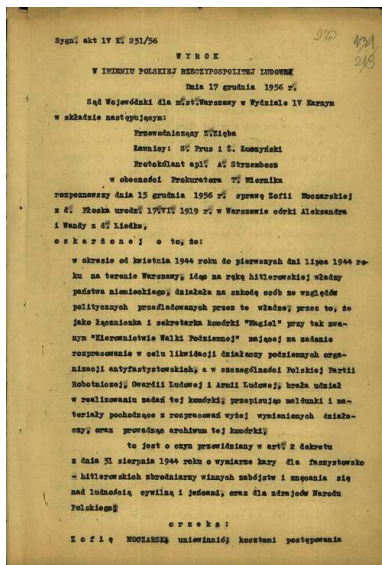 Sygn. akt IV K. 251/56
W Y R O K
W IMIENIU POLSKIEJ RZECZYPOSPOLITEJ LUDOWEJ
Dnia 17 grudnia 1956 r.
Sąd Wojewódzki dla m.st.Warszawy w Wydziale IV Karnym
w składzie następującym:
Przewodniczący Z.Zięba
Ławnicy: S. Prus i Ż. Łuszyński
Protokólant apl. A. Strzembosz
w obecności Prokuratora T. Miernika
rozpoznawszy dnia 15 grudnia 1956 r. sprawę Zofii Moczarskiej
z d. Płoska urodz. 17.VI. 1919 r. w Warszawie córki Aleksandra
i Wandy z d. Liedke,
o s k a r ż o n e j o to, że:
w okresie od kwietnia 1944 roku do pierwszych dni lipca 1944 ro-
ku na terenie Warszawy, idąc na rękę hitlerowskiej władzy
państwa niemieckiego, działała na szkodę osób ze względów
politycznych prześladowanych przez te władze, przez to, że
jako łączniczka i sekretarka komórki "Magiel" przy tak zwa-
nym "Kierownictwie Walki Podziemnej" mającej za zadanie
rozpracowanie w celu likwidacji działaczy podziemnych orga-
nizacji antyfastystowskich, a w szczególności Polskiej Partii
Robotniczej, Gwardii Ludowej i Armii Ludowej, brała udział
w realizowaniu zadań tej komórki, przepisując meldunki i ma-
teriały pochodzące z rozpracowań wyżej wymienionych działa-
czy, oraz prowadząc archiwum tej komórki,
to jest o czyn przewidziany w art. 2 dekretu
z dnia 31 sierpnia 1944 roku o wymiarze kary dla faszystowsko
- hitlerowskich zbrodniarzy winnych zabójstw i znęcania się
nad ludnością cywilną i jeńcami, oraz dla zdrajców Narodu
Polskiego;
o r z e k a :
Z o f i ę MOCZARSKĄ uniewinnić; kosztami postępowania